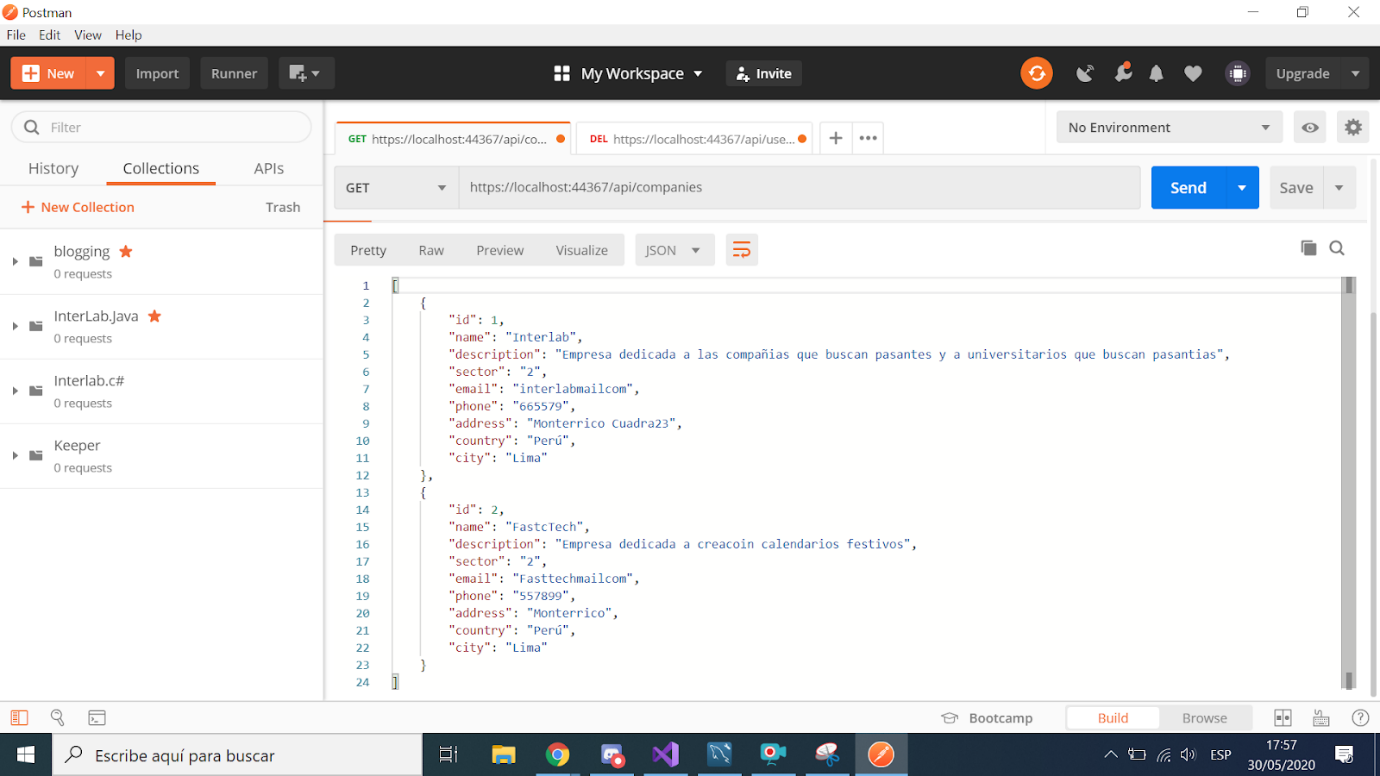 Postman
File Edit View Help
New Import Runner My Workspace Invite Upgrade
Filter
History Collections APIs
New Collection Trash
blogging
0 requests
InterLab.Java
0 requests
Interlab.c#
0 requests
Keeper
0 requests
GET https://localhost:44367/api/co... DEL https://localhost:44367/api/use... No Environment
GET https://localhost:44367/api/companies Send Save
Pretty Raw Preview Visualize JSON
1 [
2 {
3 "id": 1,
4 "name": "Interlab",
5 "description": "Empresa dedicada a las compañias que buscan pasantes y a universitarios que buscan pasantias",
6 "sector": "2",
7 "email": "interlabmailcom",
8 "phone": "665579",
9 "address": "Monterrico Cuadra23",
10 "country": "Perú",
11 "city": "Lima"
12 },
13 {
14 "id": 2,
15 "name": "FastcTech",
16 "description": "Empresa dedicada a creacoin calendarios festivos",
17 "sector": "2",
18 "email": "Fasttechmailcom",
19 "phone": "557899",
20 "address": "Monterrico",
21 "country": "Perú",
22 "city": "Lima"
23 }
24 ]
Bootcamp Build Browse
Escribe aquí para buscar
ESP
17:57
30/05/2020